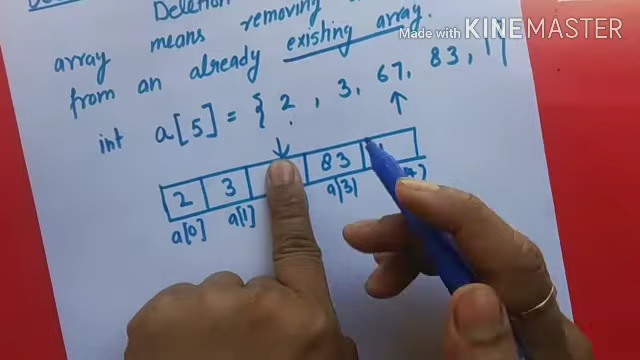 Made with KINEMASTER
Deletion
array means removing
from an already existing array.
int a[5] = { 2, 3, 67, 83, 1
2 3 83
a[0] a[1] a[3]